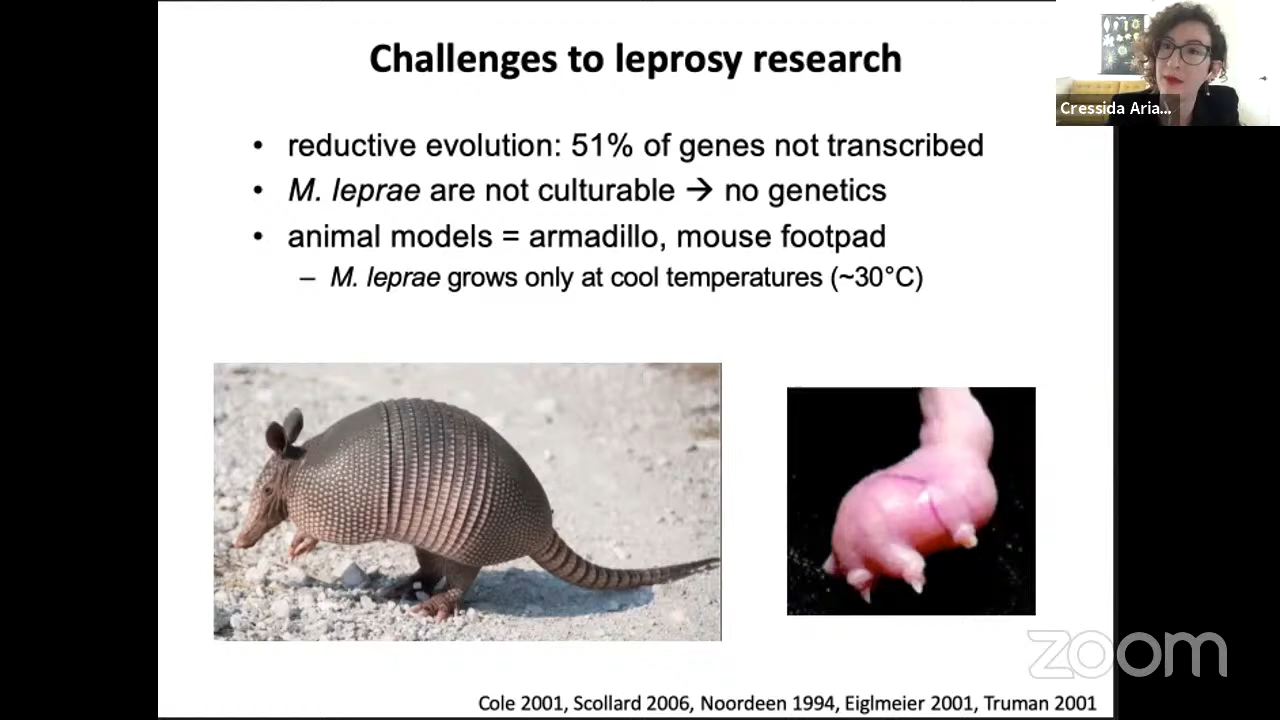 Challenges to leprosy research
Cressida Aria...
• reductive evolution: 51% of genes not transcribed
• M. leprae are not culturable → no genetics
• animal models = armadillo, mouse footpad
– M. leprae grows only at cool temperatures (~30°C)
zoom
Cole 2001, Scollard 2006, Noordeen 1994, Eiglmeier 2001, Truman 2001